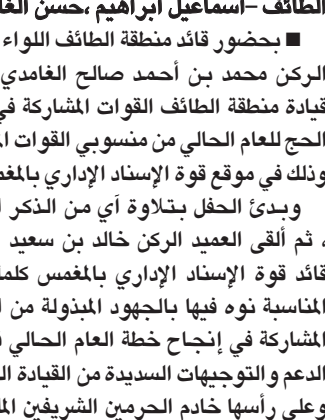 الطائف –اسماعيل ابراهيم ،حسن
■ بحضور قائد منطقة الطائف اللواء
الركن محمد بن أحمد صالح الغامدي
قيادة منطقة الطائف القوات المشاركة في
الحج للعام الحالي من منسوبي القوات
وذلك في موقع قوة الإسناد الإداري
وبدئ الحفل بتلاوة آي من الذكر
، ثم ألقى العميد الركن خالد بن سعيد
قائد قوة الإسناد الإداري بالمغمس
المناسبة نوه فيها بالجهود المبذولة من
المشاركة في إنجاح خطة العام الحالي
الدعم والتوجيهات السديدة من القيادة
وعلى رأسها خادم الحرمين الشريفين